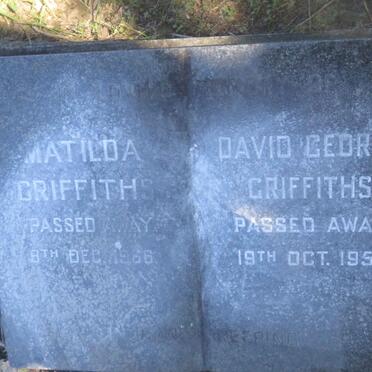 MATILDA
GRIFFITHS
PASSED AWAY
8TH DEC. 1966
DAVID GEOR
GRIFFITHS
PASSED AWA
19TH OCT. 195